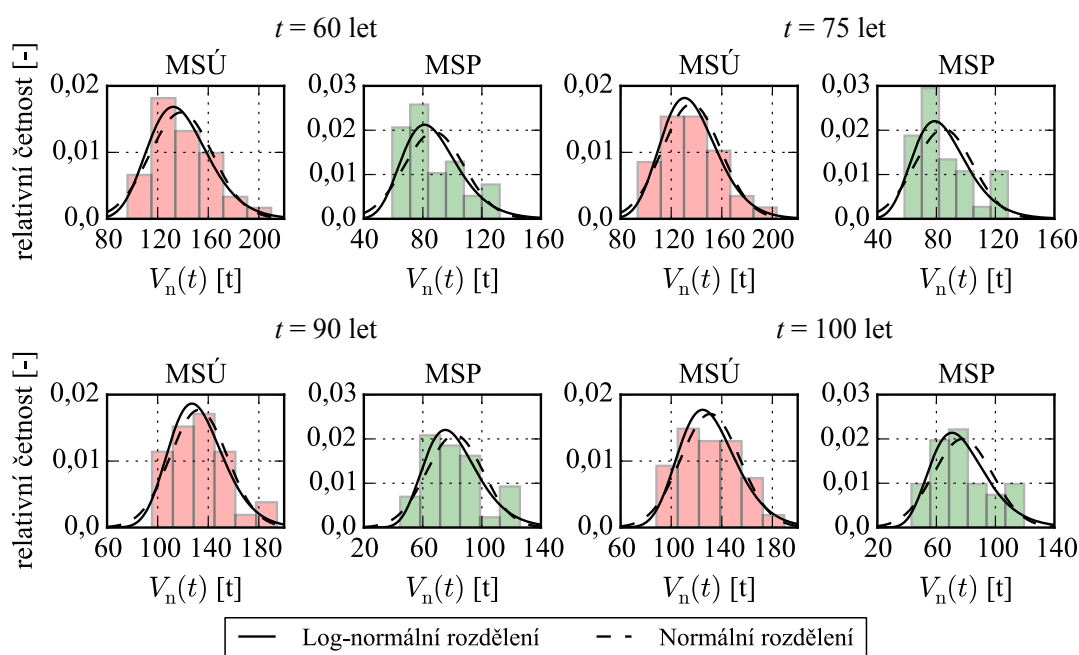 t = 60 let t = 75 let
MSÚ MSP MSÚ MSP
relativní četnost [-]
0,02 0,03 0,02 0,03
0,02 0,02
0,01 0,01
0,01 0,01
0,0 0,0 0,0 0,0
80 120 160 200 40 80 120 160 80 120 160 200 40 80 120 160
Vn(t) [t] Vn(t) [t] Vn(t) [t] Vn(t) [t]
t = 90 let t = 100 let
MSÚ MSP MSÚ MSP
relativní četnost [-]
0,02 0,03 0,02 0,03
0,02 0,02
0,01 0,01
0,01 0,01
0,0 0,0 0,0 0,0
60 100 140 180 20 60 100 140 60 100 140 180 20 60 100 140
Vn(t) [t] Vn(t) [t] Vn(t) [t] Vn(t) [t]
Log-normální rozdělení Normální rozdělení